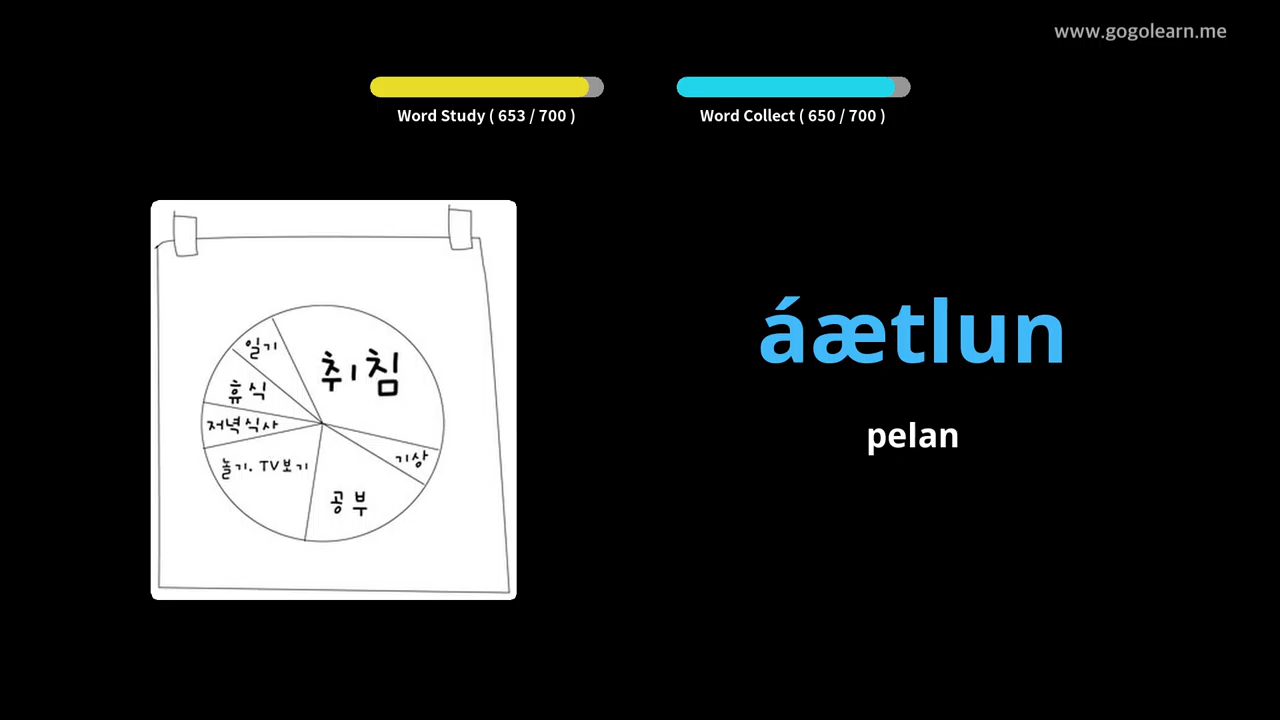 www.gogolearn.me
Word Study ( 653 / 700 )
Word Collect ( 650 / 700 )
일기
취침
휴식
저녁식사
놀기. TV보기
기상
공부
áætlun
pelan